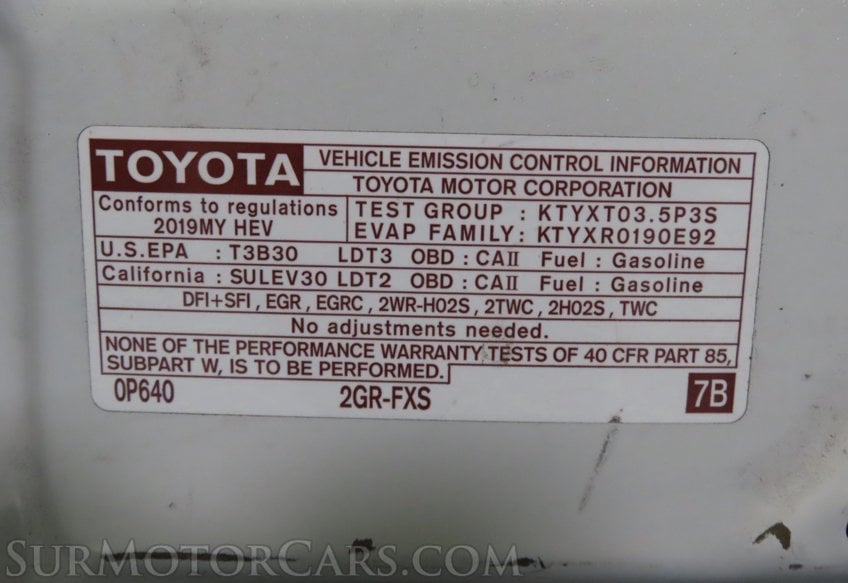 TOYOTA
VEHICLE EMISSION CONTROL INFORMATION
TOYOTA MOTOR CORPORATION
Conforms to regulations
2019MY HEV
TEST GROUP : KTYXT03.5P3S
EVAP FAMILY: KTYXR0190E92
U.S.EPA : T3B30 LDT3 OBD : CAII Fuel : Gasoline
California : SULEV30 LDT2 OBD : CAII Fuel : Gasoline
DFI+SFI , EGR , EGRC , 2WR-HO2S , 2TWC , 2HO2S , TWC
No adjustments needed.
NONE OF THE PERFORMANCE WARRANTY TESTS OF 40 CFR PART 85,
SUBPART W, IS TO BE PERFORMED.
0P640 2GR-FXS 7B
SURMOTORCARS.COM